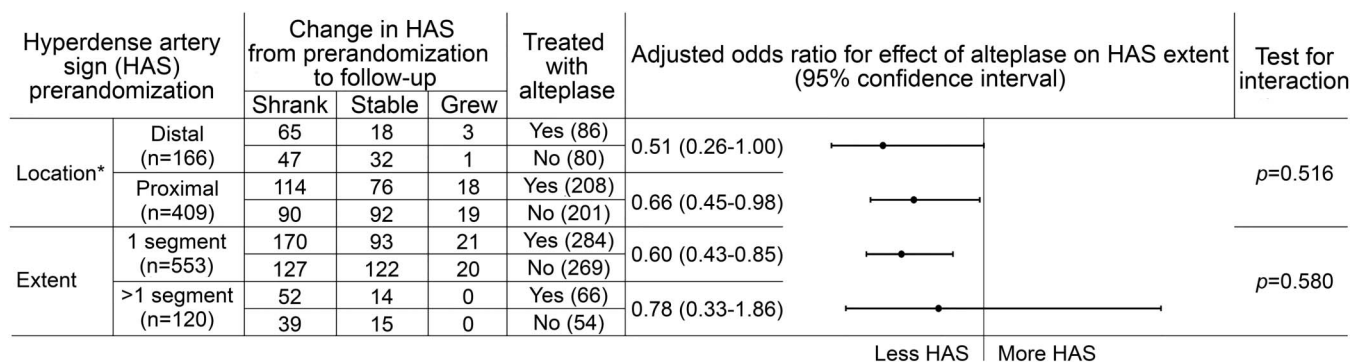 Hyperdense artery
sign (HAS)
prerandomization
Change in HAS
from prerandomization
to follow-up
Shrank Stable Grew
Treated
with
alteplase
Adjusted odds ratio for effect of alteplase on HAS extent
(95% confidence interval)
Test for
interaction
Location*
Distal
(n=166)
65 18 3 Yes (86)
47 32 1 No (80)
0.51 (0.26-1.00)
Proximal
(n=409)
114 76 18 Yes (208)
90 92 19 No (201)
0.66 (0.45-0.98)
p=0.516
Extent
1 segment
(n=553)
170 93 21 Yes (284)
127 122 20 No (269)
0.60 (0.43-0.85)
>1 segment
(n=120)
52 14 0 Yes (66)
39 15 0 No (54)
0.78 (0.33-1.86)
p=0.580
Less HAS More HAS